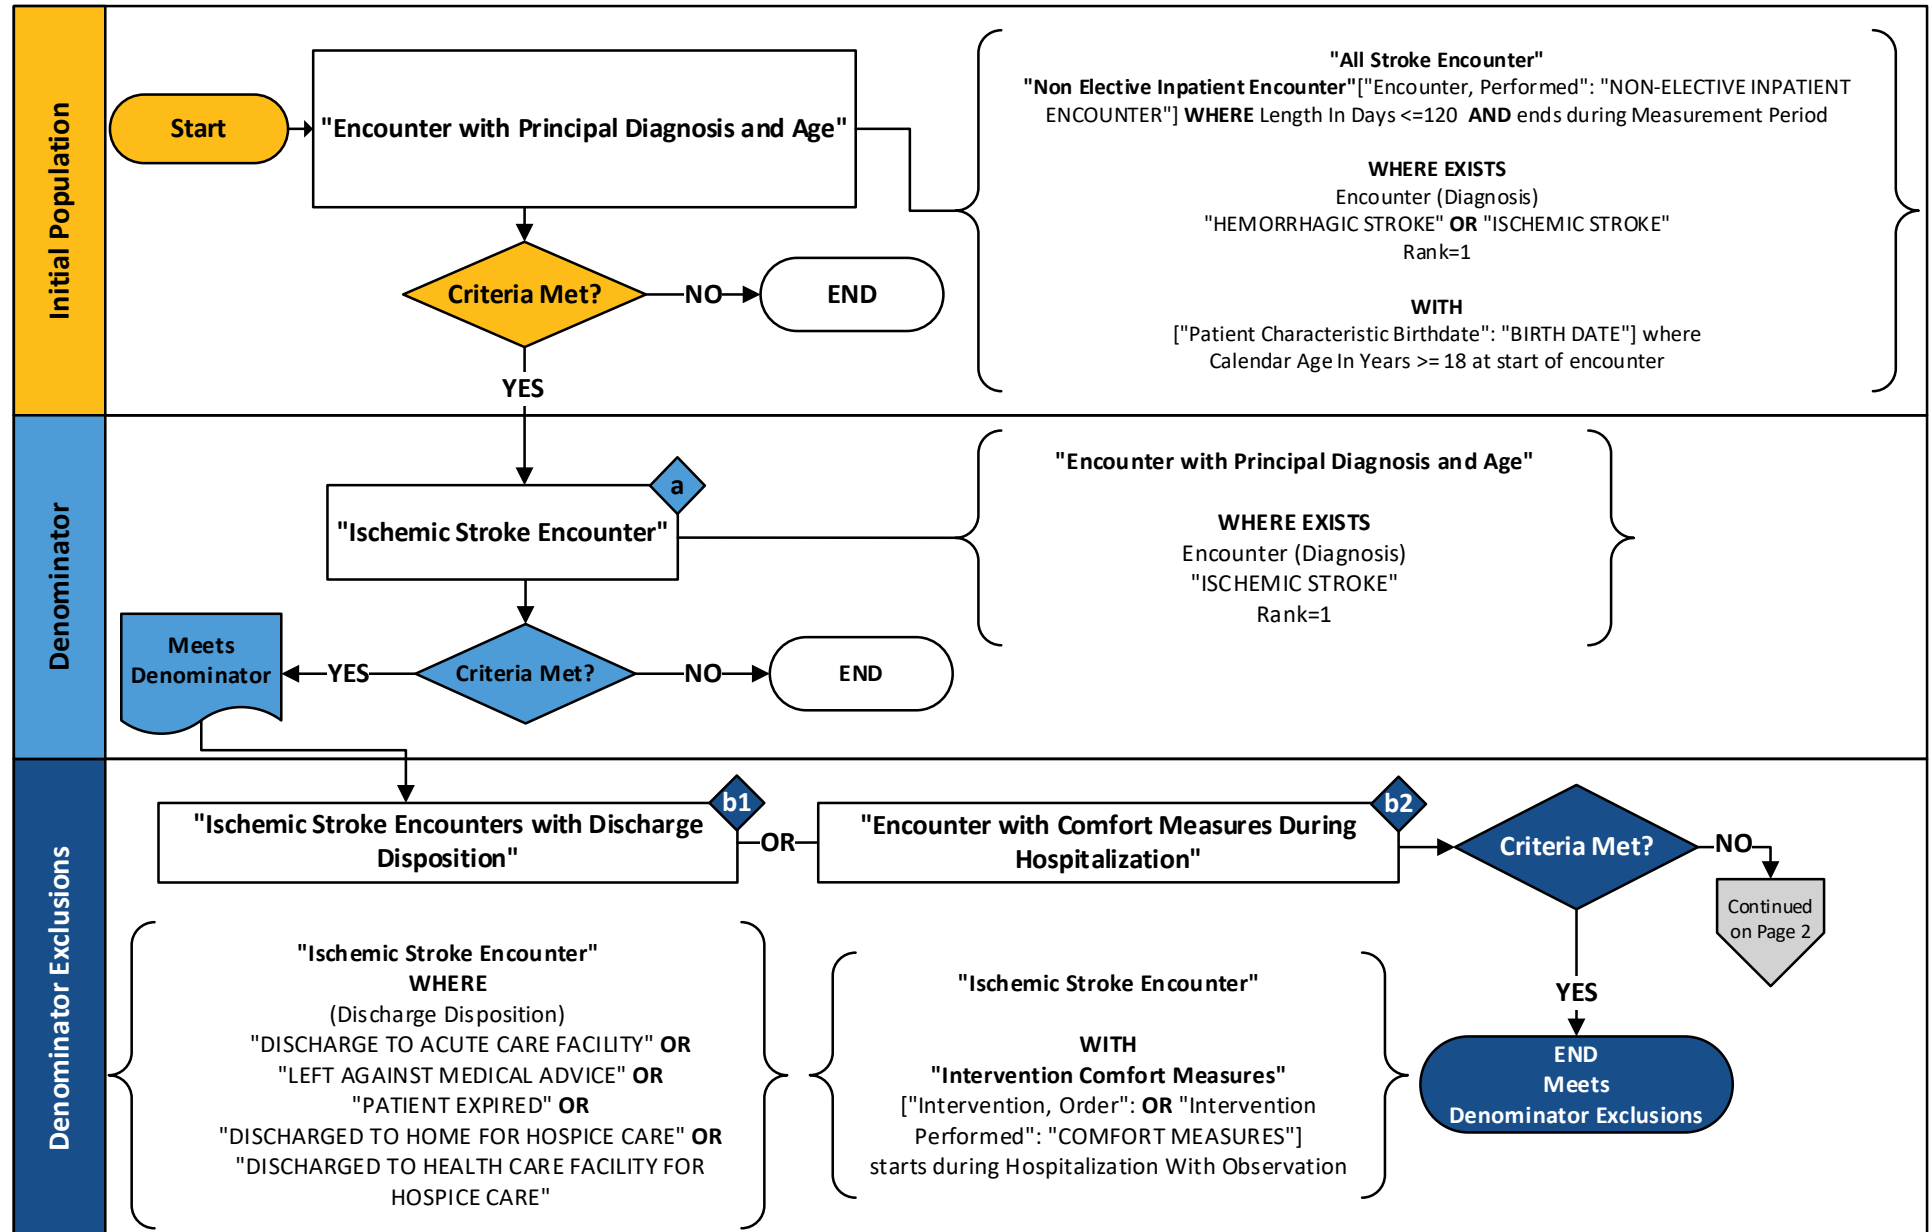 Initial Population
Start
"Encounter with Principal Diagnosis and Age"
Criteria Met?
NO
END
YES
"All Stroke Encounter"
"Non Elective Inpatient Encounter"["Encounter, Performed": "NON-ELECTIVE INPATIENT
ENCOUNTER"] WHERE Length In Days <=120 AND ends during Measurement Period
WHERE EXISTS
Encounter (Diagnosis)
"HEMORRHAGIC STROKE" OR "ISCHEMIC STROKE"
Rank=1
WITH
["Patient Characteristic Birthdate": "BIRTH DATE"] where
Calendar Age In Years >= 18 at start of encounter
Denominator
"Ischemic Stroke Encounter"
a
Criteria Met?
YES
Meets
Denominator
NO
END
"Encounter with Principal Diagnosis and Age"
WHERE EXISTS
Encounter (Diagnosis)
"ISCHEMIC STROKE"
Rank=1
Denominator Exclusions
"Ischemic Stroke Encounters with Discharge
Disposition"
b1
OR
"Encounter with Comfort Measures During
Hospitalization"
b2
Criteria Met?
NO
Continued
on Page 2
YES
END
Meets
Denominator Exclusions
"Ischemic Stroke Encounter"
WHERE
(Discharge Disposition)
"DISCHARGE TO ACUTE CARE FACILITY" OR
"LEFT AGAINST MEDICAL ADVICE" OR
"PATIENT EXPIRED" OR
"DISCHARGED TO HOME FOR HOSPICE CARE" OR
"DISCHARGED TO HEALTH CARE FACILITY FOR
HOSPICE CARE"
"Ischemic Stroke Encounter"
WITH
"Intervention Comfort Measures"
["Intervention, Order": OR "Intervention
Performed": "COMFORT MEASURES"]
starts during Hospitalization With Observation